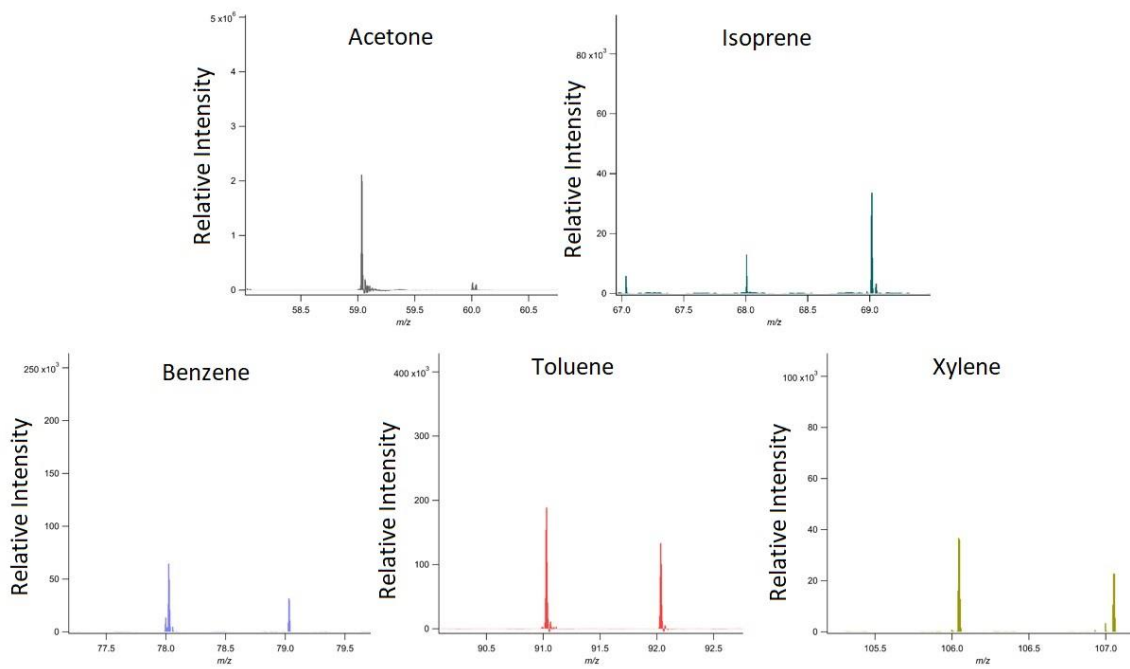 Acetone
Relative Intensity
5 x10⁶
4
3
2
1
0
58.5 59.0 59.5 60.0 60.5
m/z
Isoprene
Relative Intensity
80 x10³
60
40
20
0
67.0 67.5 68.0 68.5 69.0
m/z
Benzene
Relative Intensity
250 x10³
200
150
100
50
0
77.5 78.0 78.5 79.0 79.5
m/z
Toluene
Relative Intensity
400 x10³
300
200
100
0
90.5 91.0 91.5 92.0 92.5
m/z
Xylene
Relative Intensity
100 x10³
80
60
40
20
0
105.5 106.0 106.5 107.0
m/z